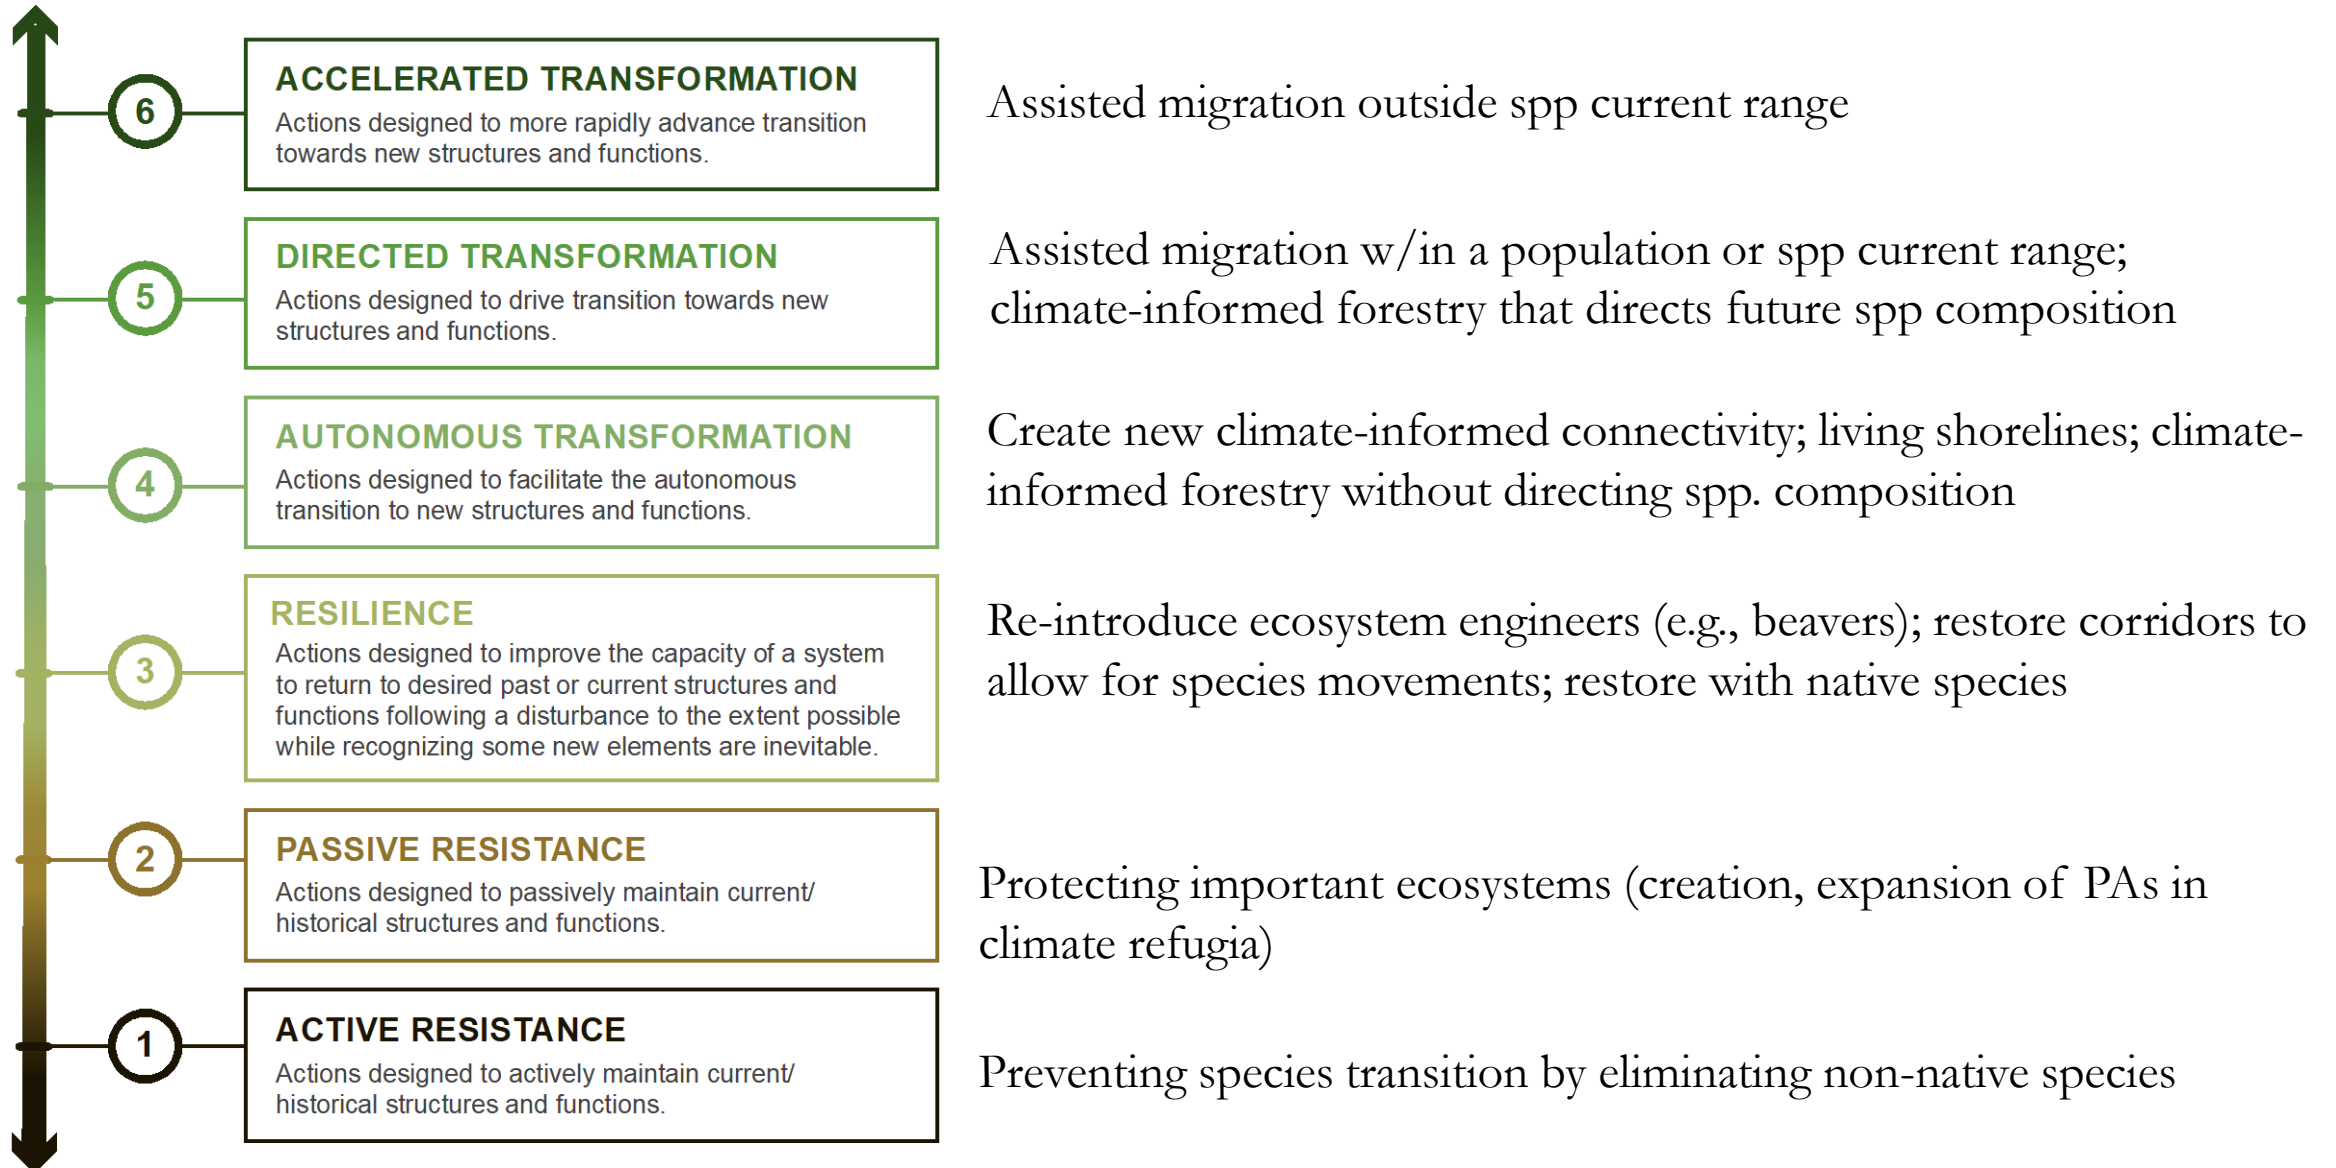 6
ACCELERATED TRANSFORMATION
Actions designed to more rapidly advance transition
towards new structures and functions.
Assisted migration outside spp current range
5
DIRECTED TRANSFORMATION
Actions designed to drive transition towards new
structures and functions.
Assisted migration w/in a population or spp current range;
climate-informed forestry that directs future spp composition
4
AUTONOMOUS TRANSFORMATION
Actions designed to facilitate the autonomous
transition to new structures and functions.
Create new climate-informed connectivity; living shorelines; climate-
informed forestry without directing spp. composition
3
RESILIENCE
Actions designed to improve the capacity of a system
to return to desired past or current structures and
functions following a disturbance to the extent possible
while recognizing some new elements are inevitable.
Re-introduce ecosystem engineers (e.g., beavers); restore corridors to
allow for species movements; restore with native species
2
PASSIVE RESISTANCE
Actions designed to passively maintain current/
historical structures and functions.
Protecting important ecosystems (creation, expansion of PAs in
climate refugia)
1
ACTIVE RESISTANCE
Actions designed to actively maintain current/
historical structures and functions.
Preventing species transition by eliminating non-native species